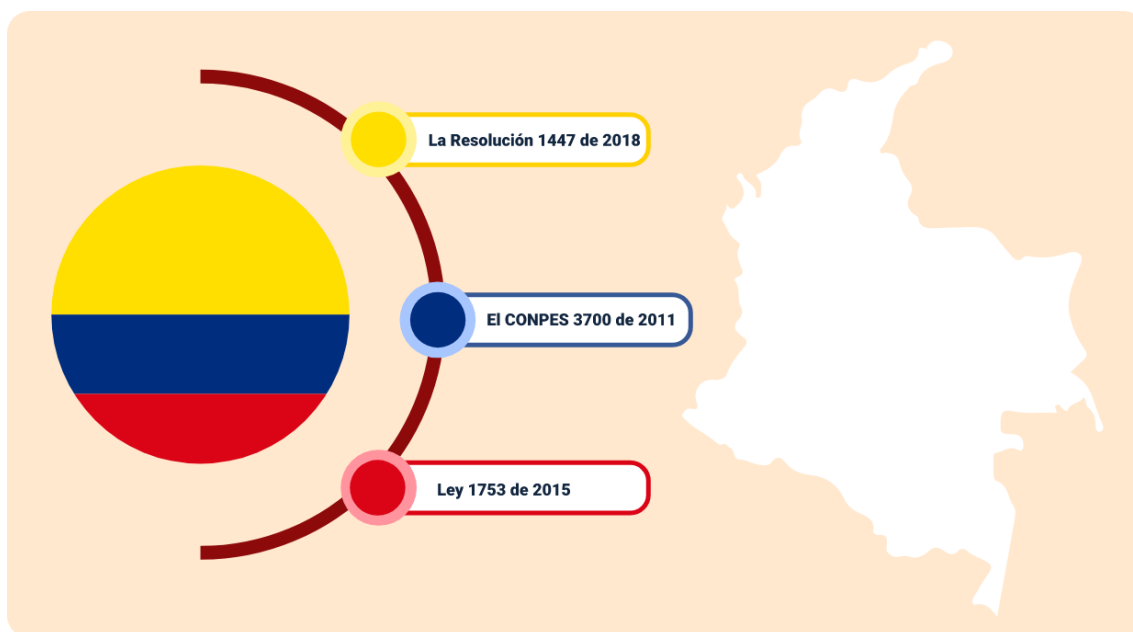 La Resolución 1447 de 2018
El CONPES 3700 de 2011
Ley 1753 de 2015